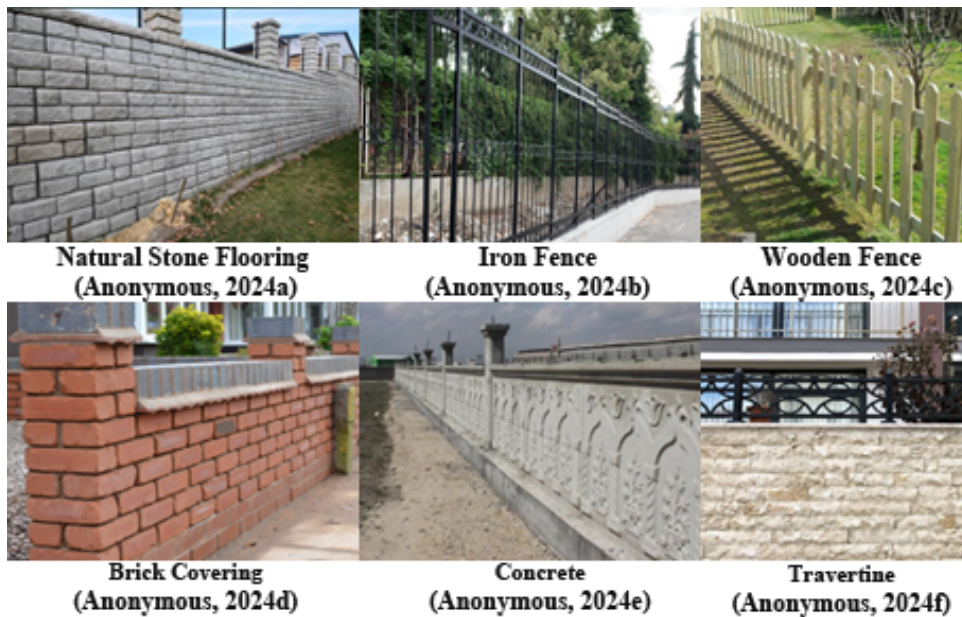 Natural Stone Flooring
(Anonymous, 2024a)
Iron Fence
(Anonymous, 2024b)
Wooden Fence
(Anonymous, 2024c)
Brick Covering
(Anonymous, 2024d)
Concrete
(Anonymous, 2024e)
Travertine
(Anonymous, 2024f)